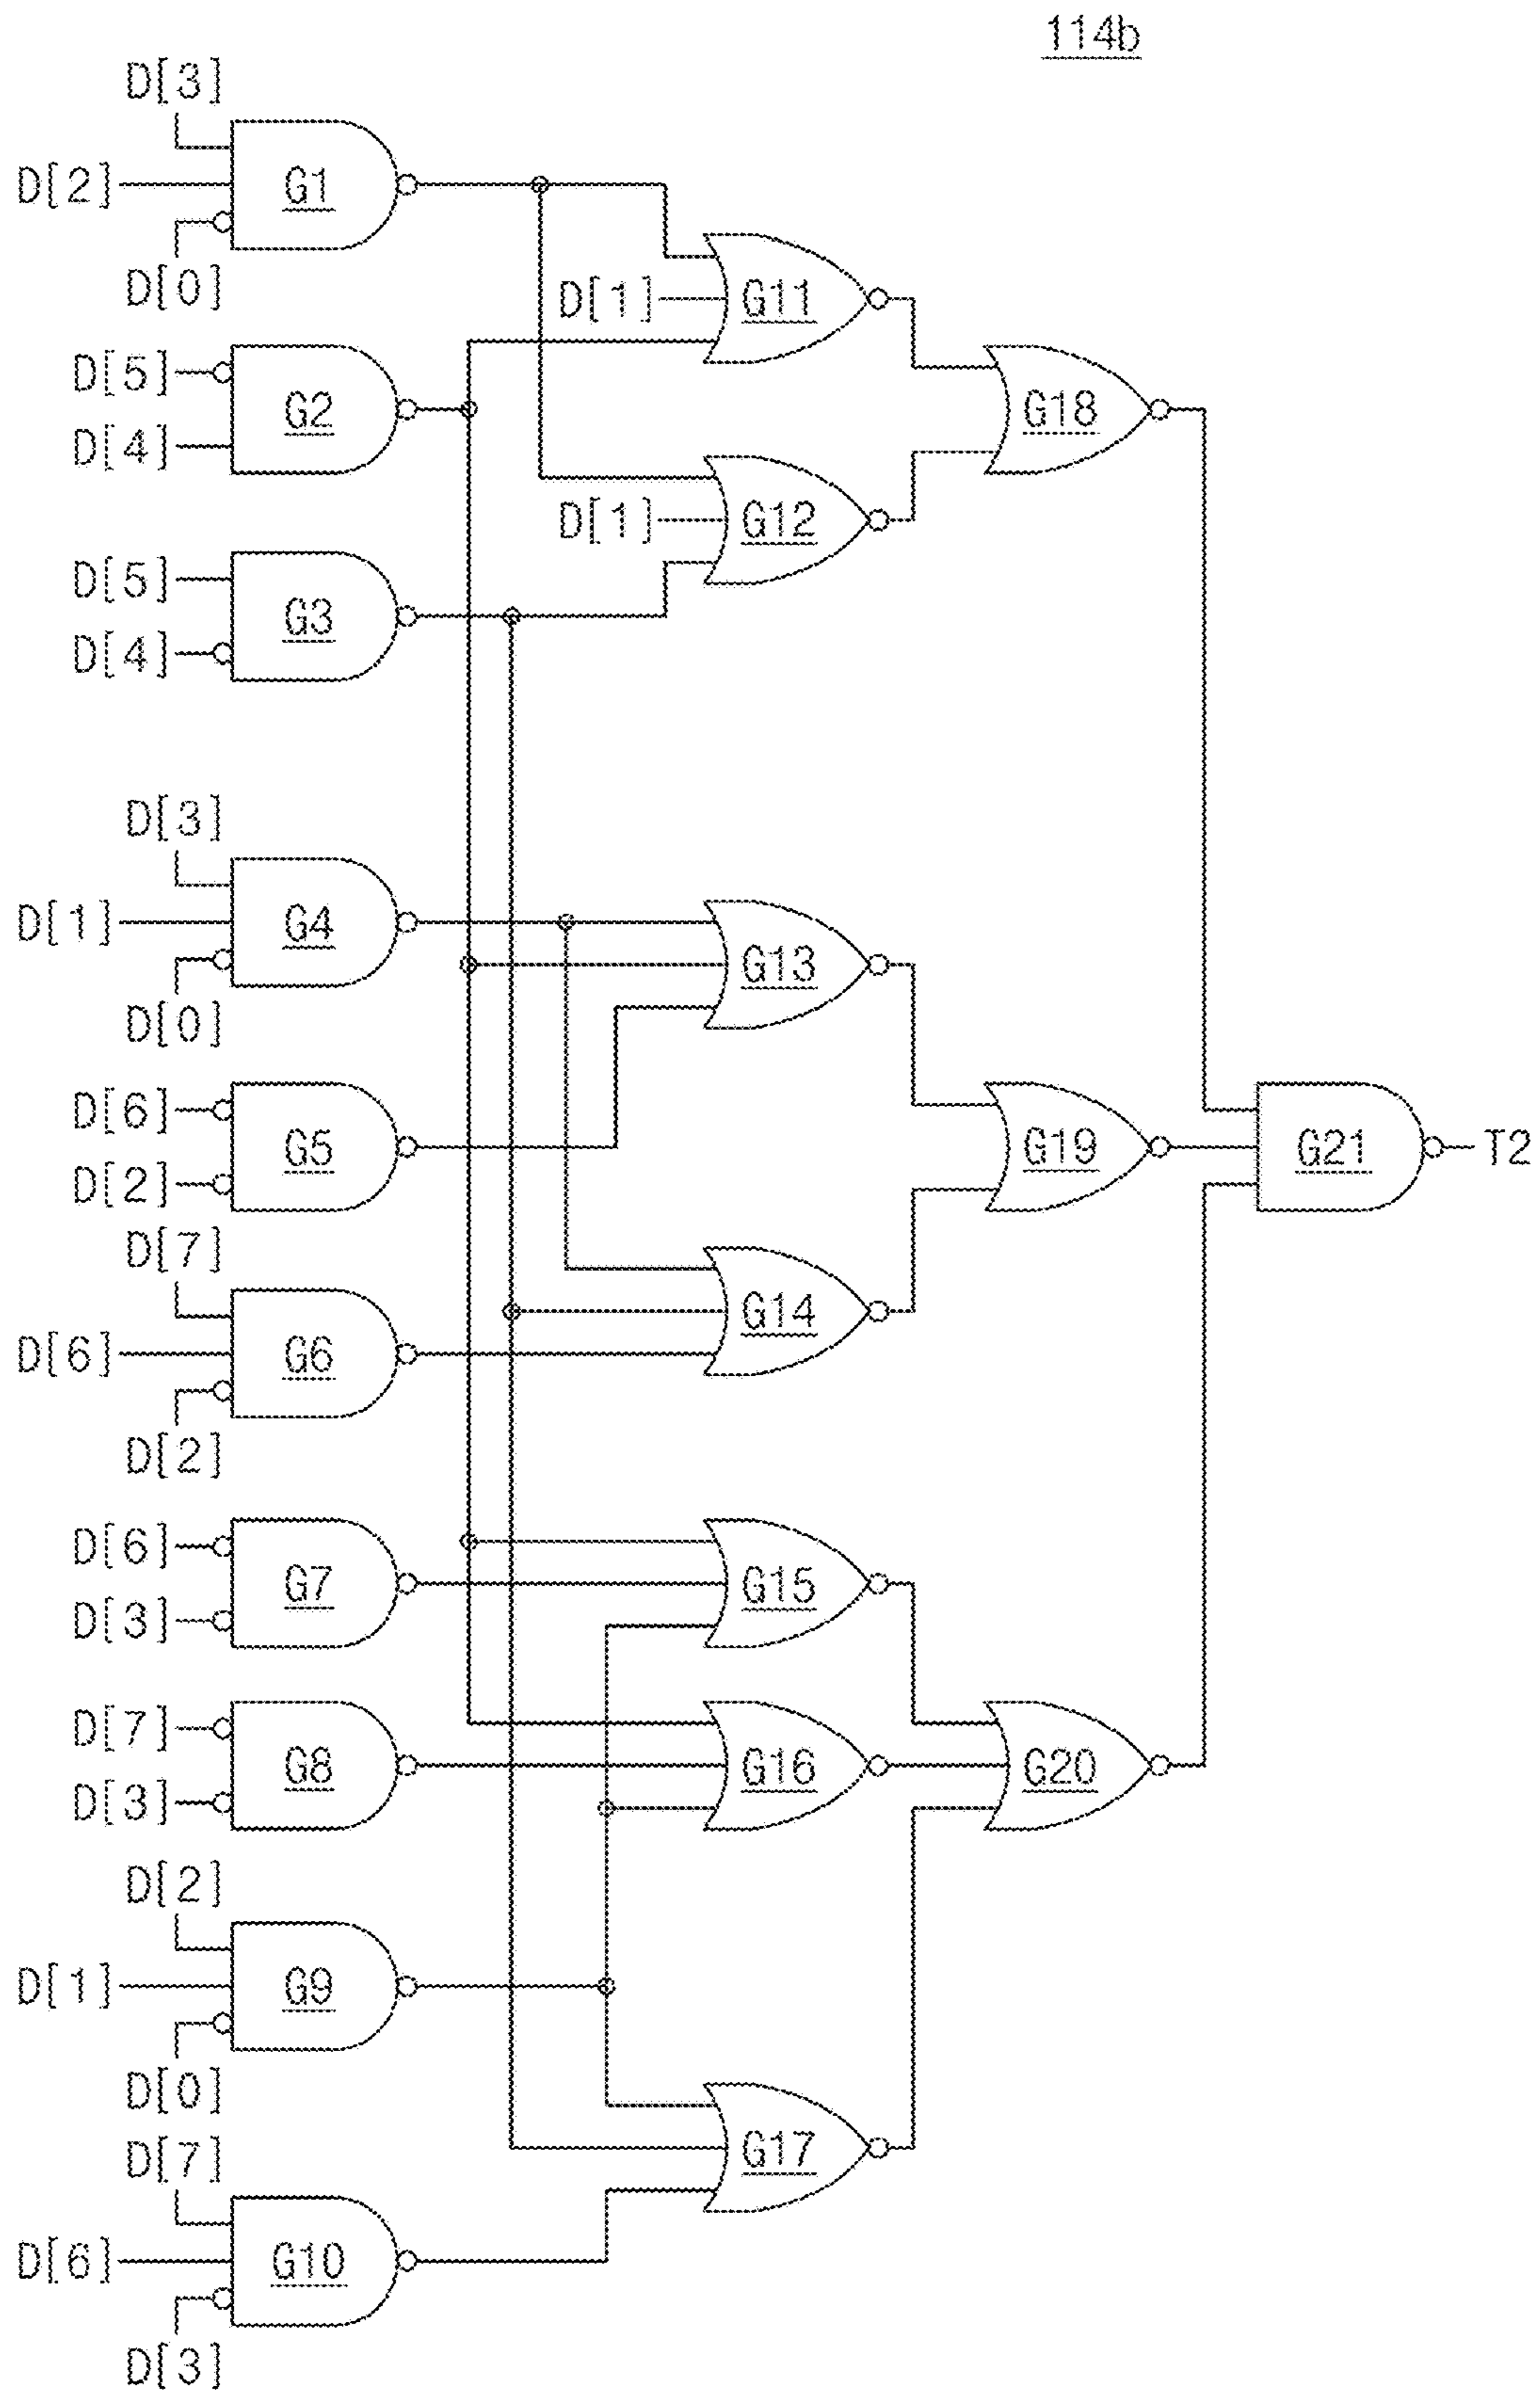 114b
D[3]
D[2]
G1
D[0]
D[1]
G11
D[5]
D[4]
G2
G18
D[1]
G12
D[5]
D[4]
G3
D[3]
D[1]
G4
D[0]
G13
D[6]
D[2]
G5
G19
G21
T2
D[7]
D[6]
G6
D[2]
G14
D[6]
D[3]
G7
G15
D[7]
D[3]
G8
G16
G20
D[2]
D[1]
G9
D[0]
G17
D[7]
D[6]
G10
D[3]